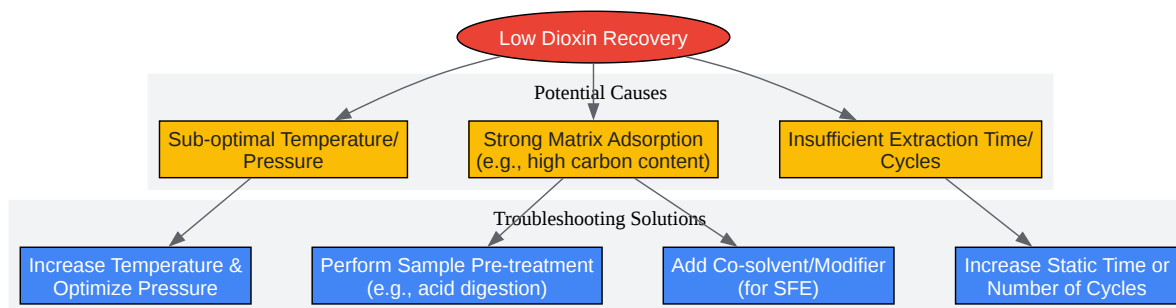 Low Dioxin Recovery
Potential Causes
Sub-optimal Temperature/
Pressure
Strong Matrix Adsorption
(e.g., high carbon content)
Insufficient Extraction Time/
Cycles
Troubleshooting Solutions
Increase Temperature &
Optimize Pressure
Perform Sample Pre-treatment
(e.g., acid digestion)
Add Co-solvent/Modifier
(for SFE)
Increase Static Time or
Number of Cycles